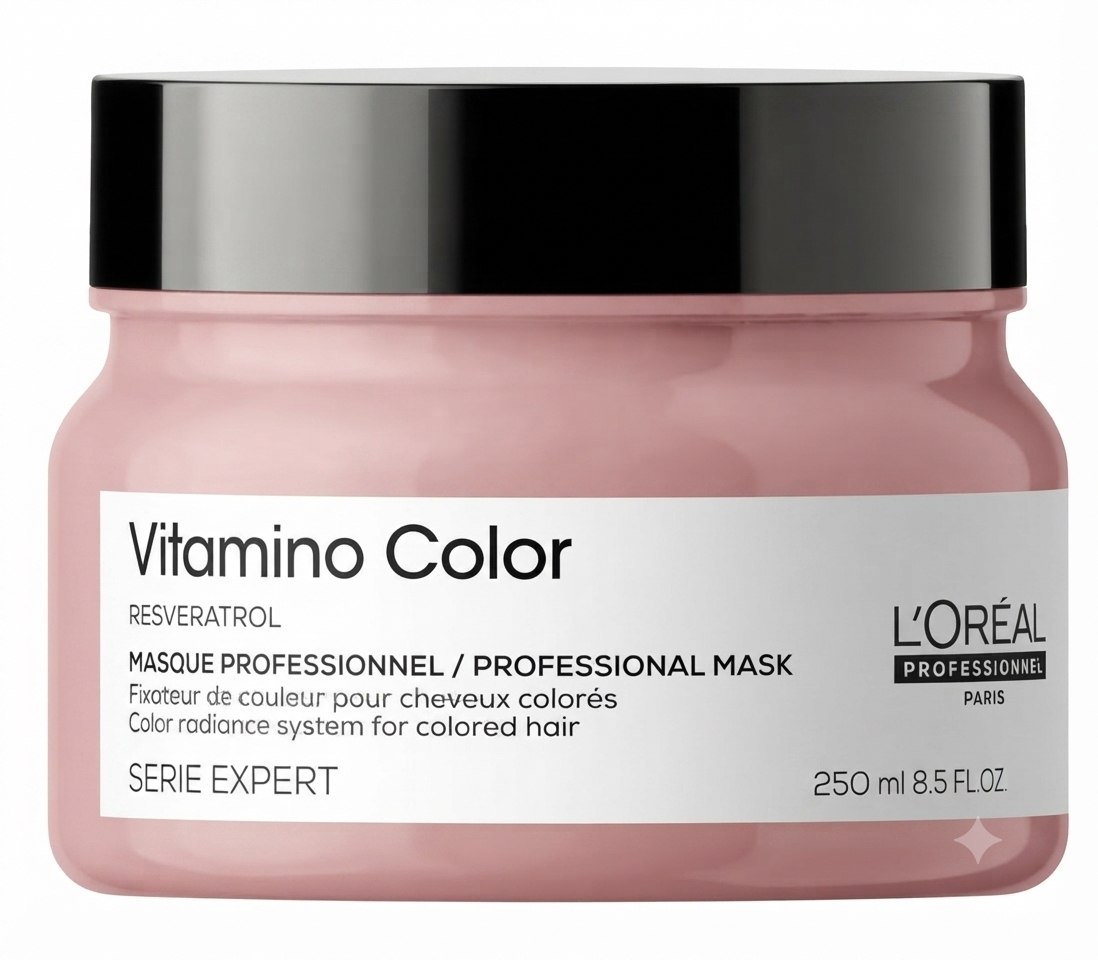 Vitamino Color
RESVERATROL
MASQUE PROFESSIONNEL / PROFESSIONAL MASK
Fixateur de couleur pour cheveux colorés
Color radiance system for colored hair
SERIE EXPERT
L'ORÉAL
PROFESSIONNEL
PARIS
250 ml 8.5 FL.OZ.